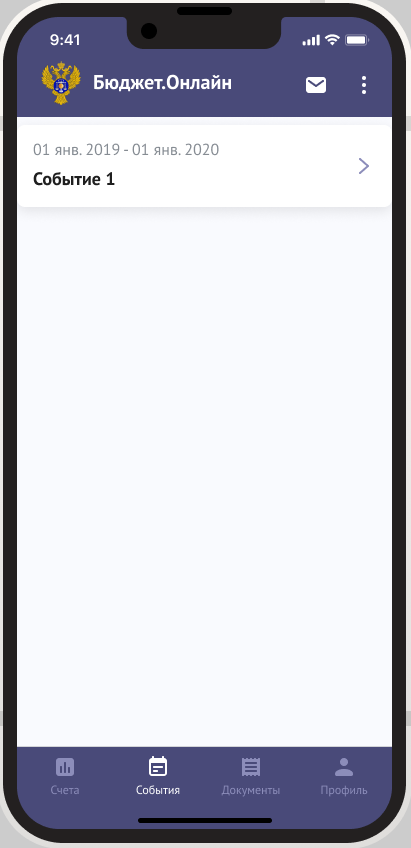 9:41
Бюджет.Онлайн
01 янв. 2019 - 01 янв. 2020
Событие 1
Счета
События
Документы
Профиль